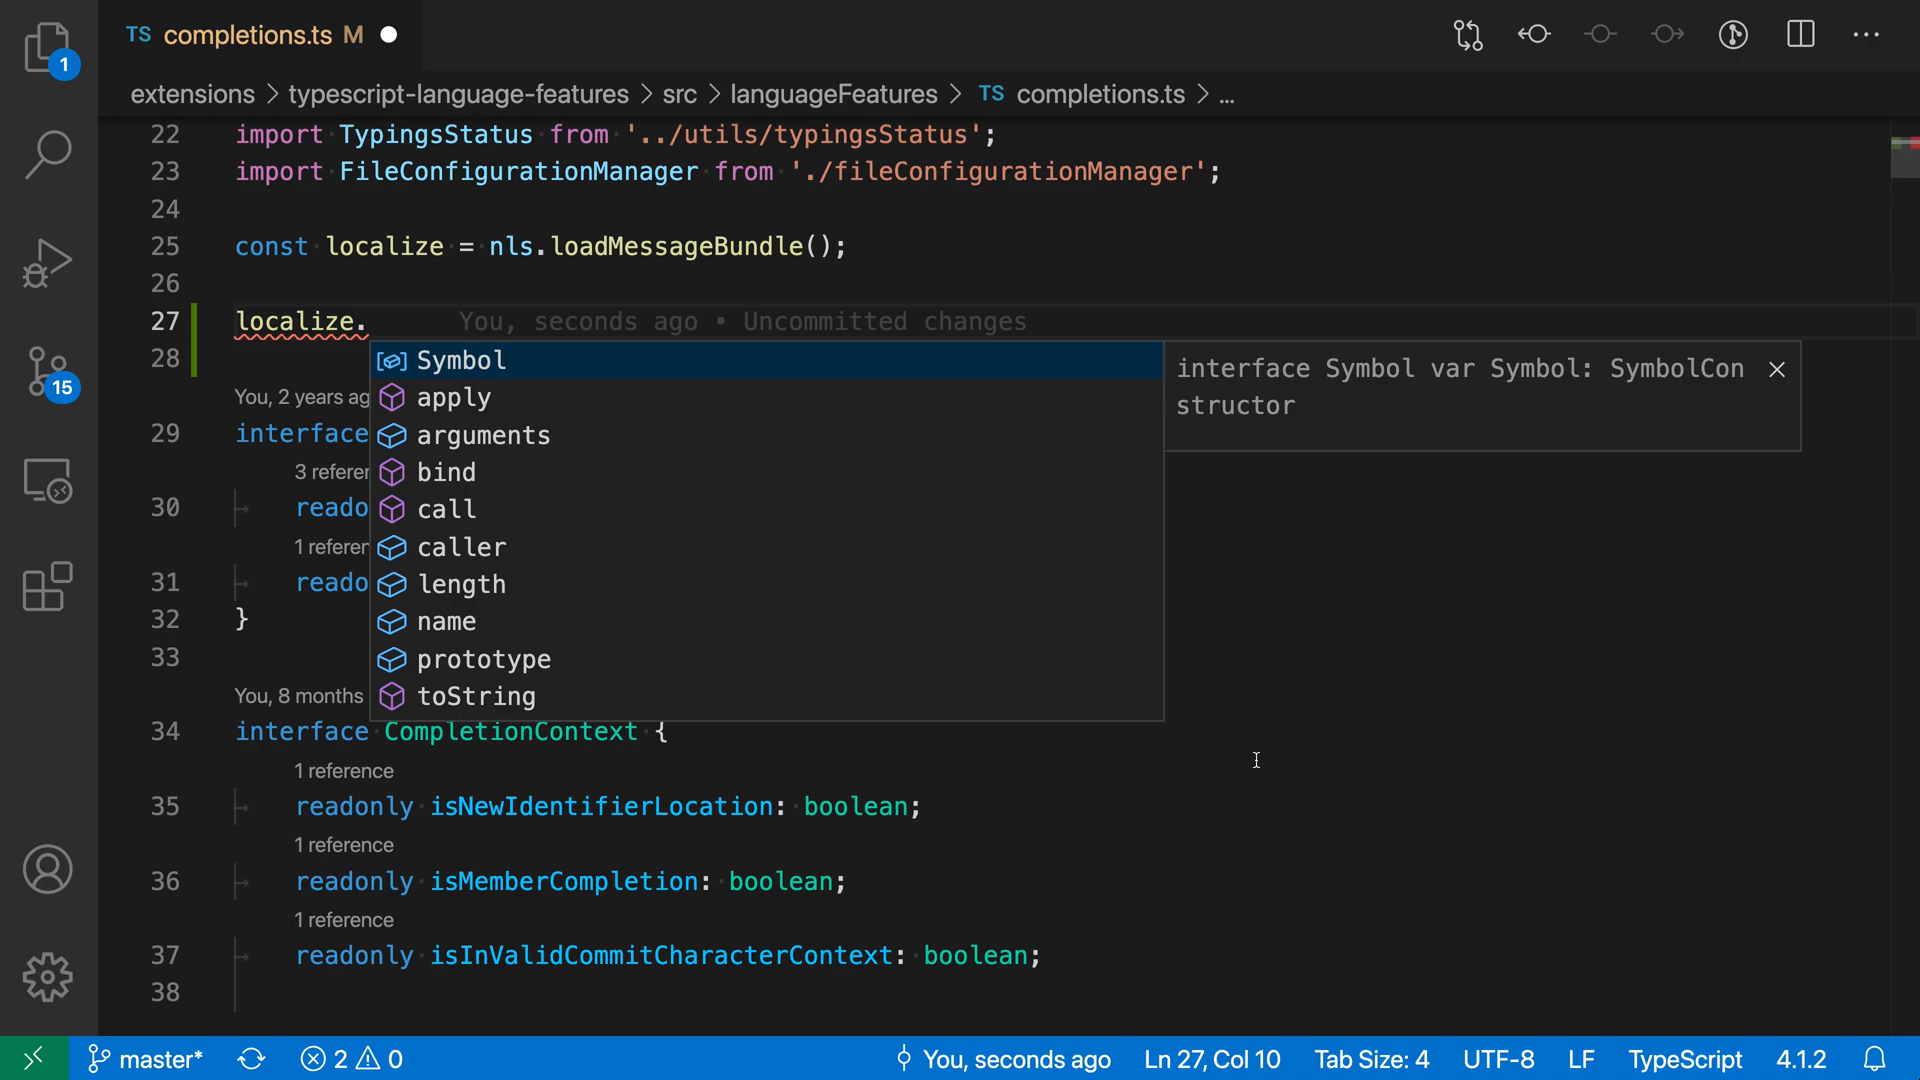 1
TS completions.ts M
extensions > typescript-language-features > src > languageFeatures > TS completions.ts > ...
22 import TypingsStatus from '../utils/typingsStatus';
23 import FileConfigurationManager from './fileConfigurationManager';
24
25 const localize = nls.loadMessageBundle();
26
27 localize. You, seconds ago • Uncommitted changes
28
Symbol
interface Symbol var Symbol: SymbolCon
structor
apply
arguments
bind
call
caller
length
name
prototype
toString
15
You, 2 years ag
29 interface
3 referen
30 reado
1 referen
31 reado
32 }
33
You, 8 months
34 interface CompletionContext {
1 reference
35 readonly isNewIdentifierLocation: boolean;
1 reference
36 readonly isMemberCompletion: boolean;
1 reference
37 readonly isInValidCommitCharacterContext: boolean;
38
master* 2 0 You, seconds ago Ln 27, Col 10 Tab Size: 4 UTF-8 LF TypeScript 4.1.2